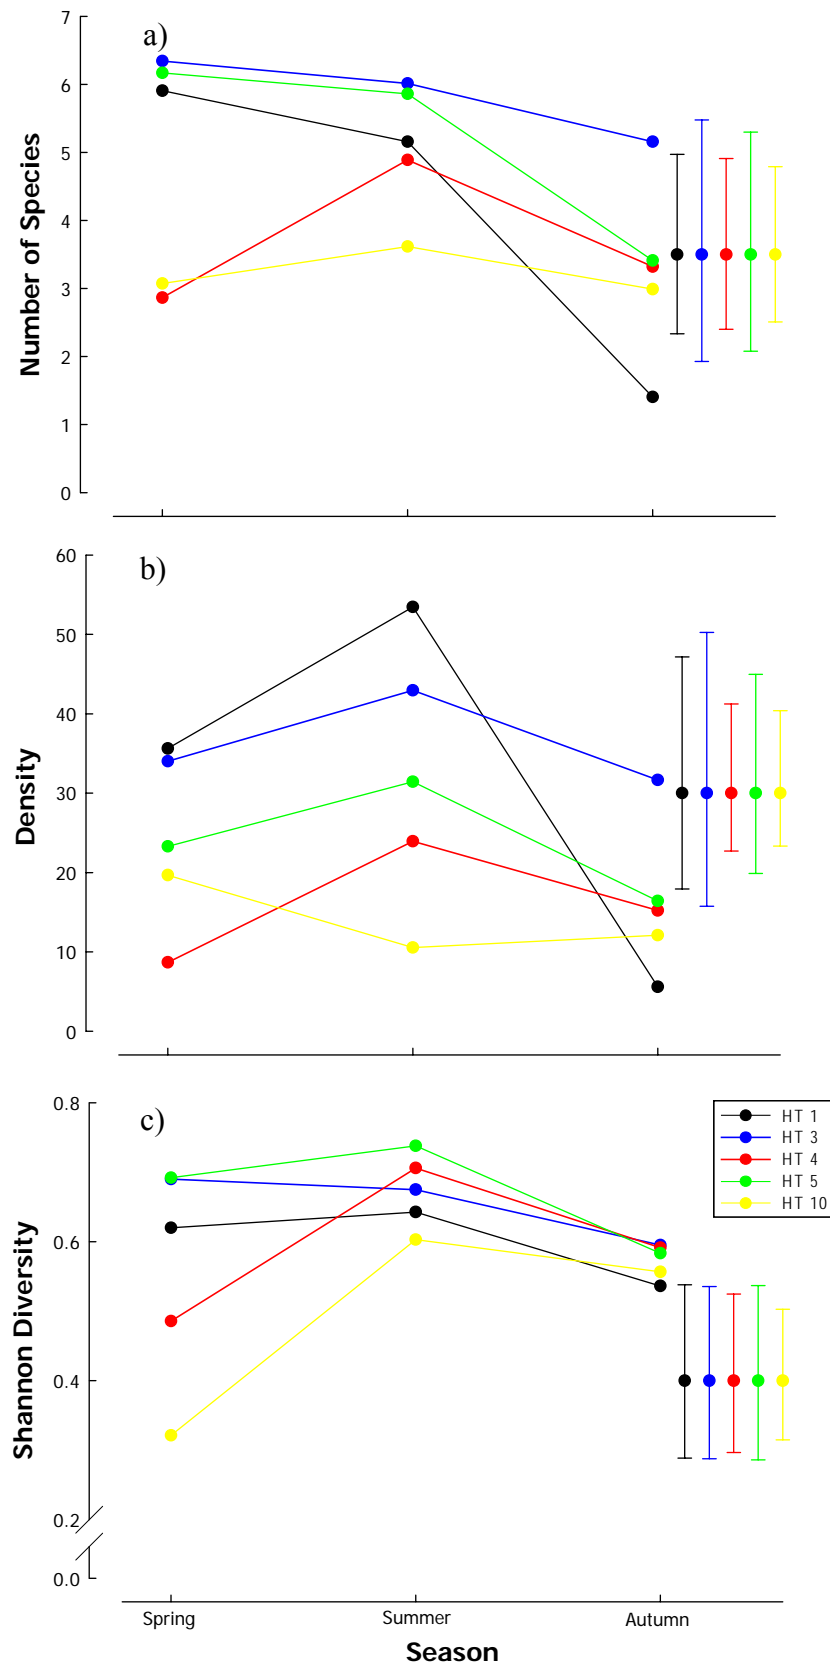 a)
7
6
5
4
3
2
1
0
Number of Species
b)
60
50
40
30
20
10
0
Density
c)
0.8
0.6
0.4
0.2
0.0
Shannon Diversity
HT 1
HT 3
HT 4
HT 5
HT 10
Spring Summer Autumn
Season